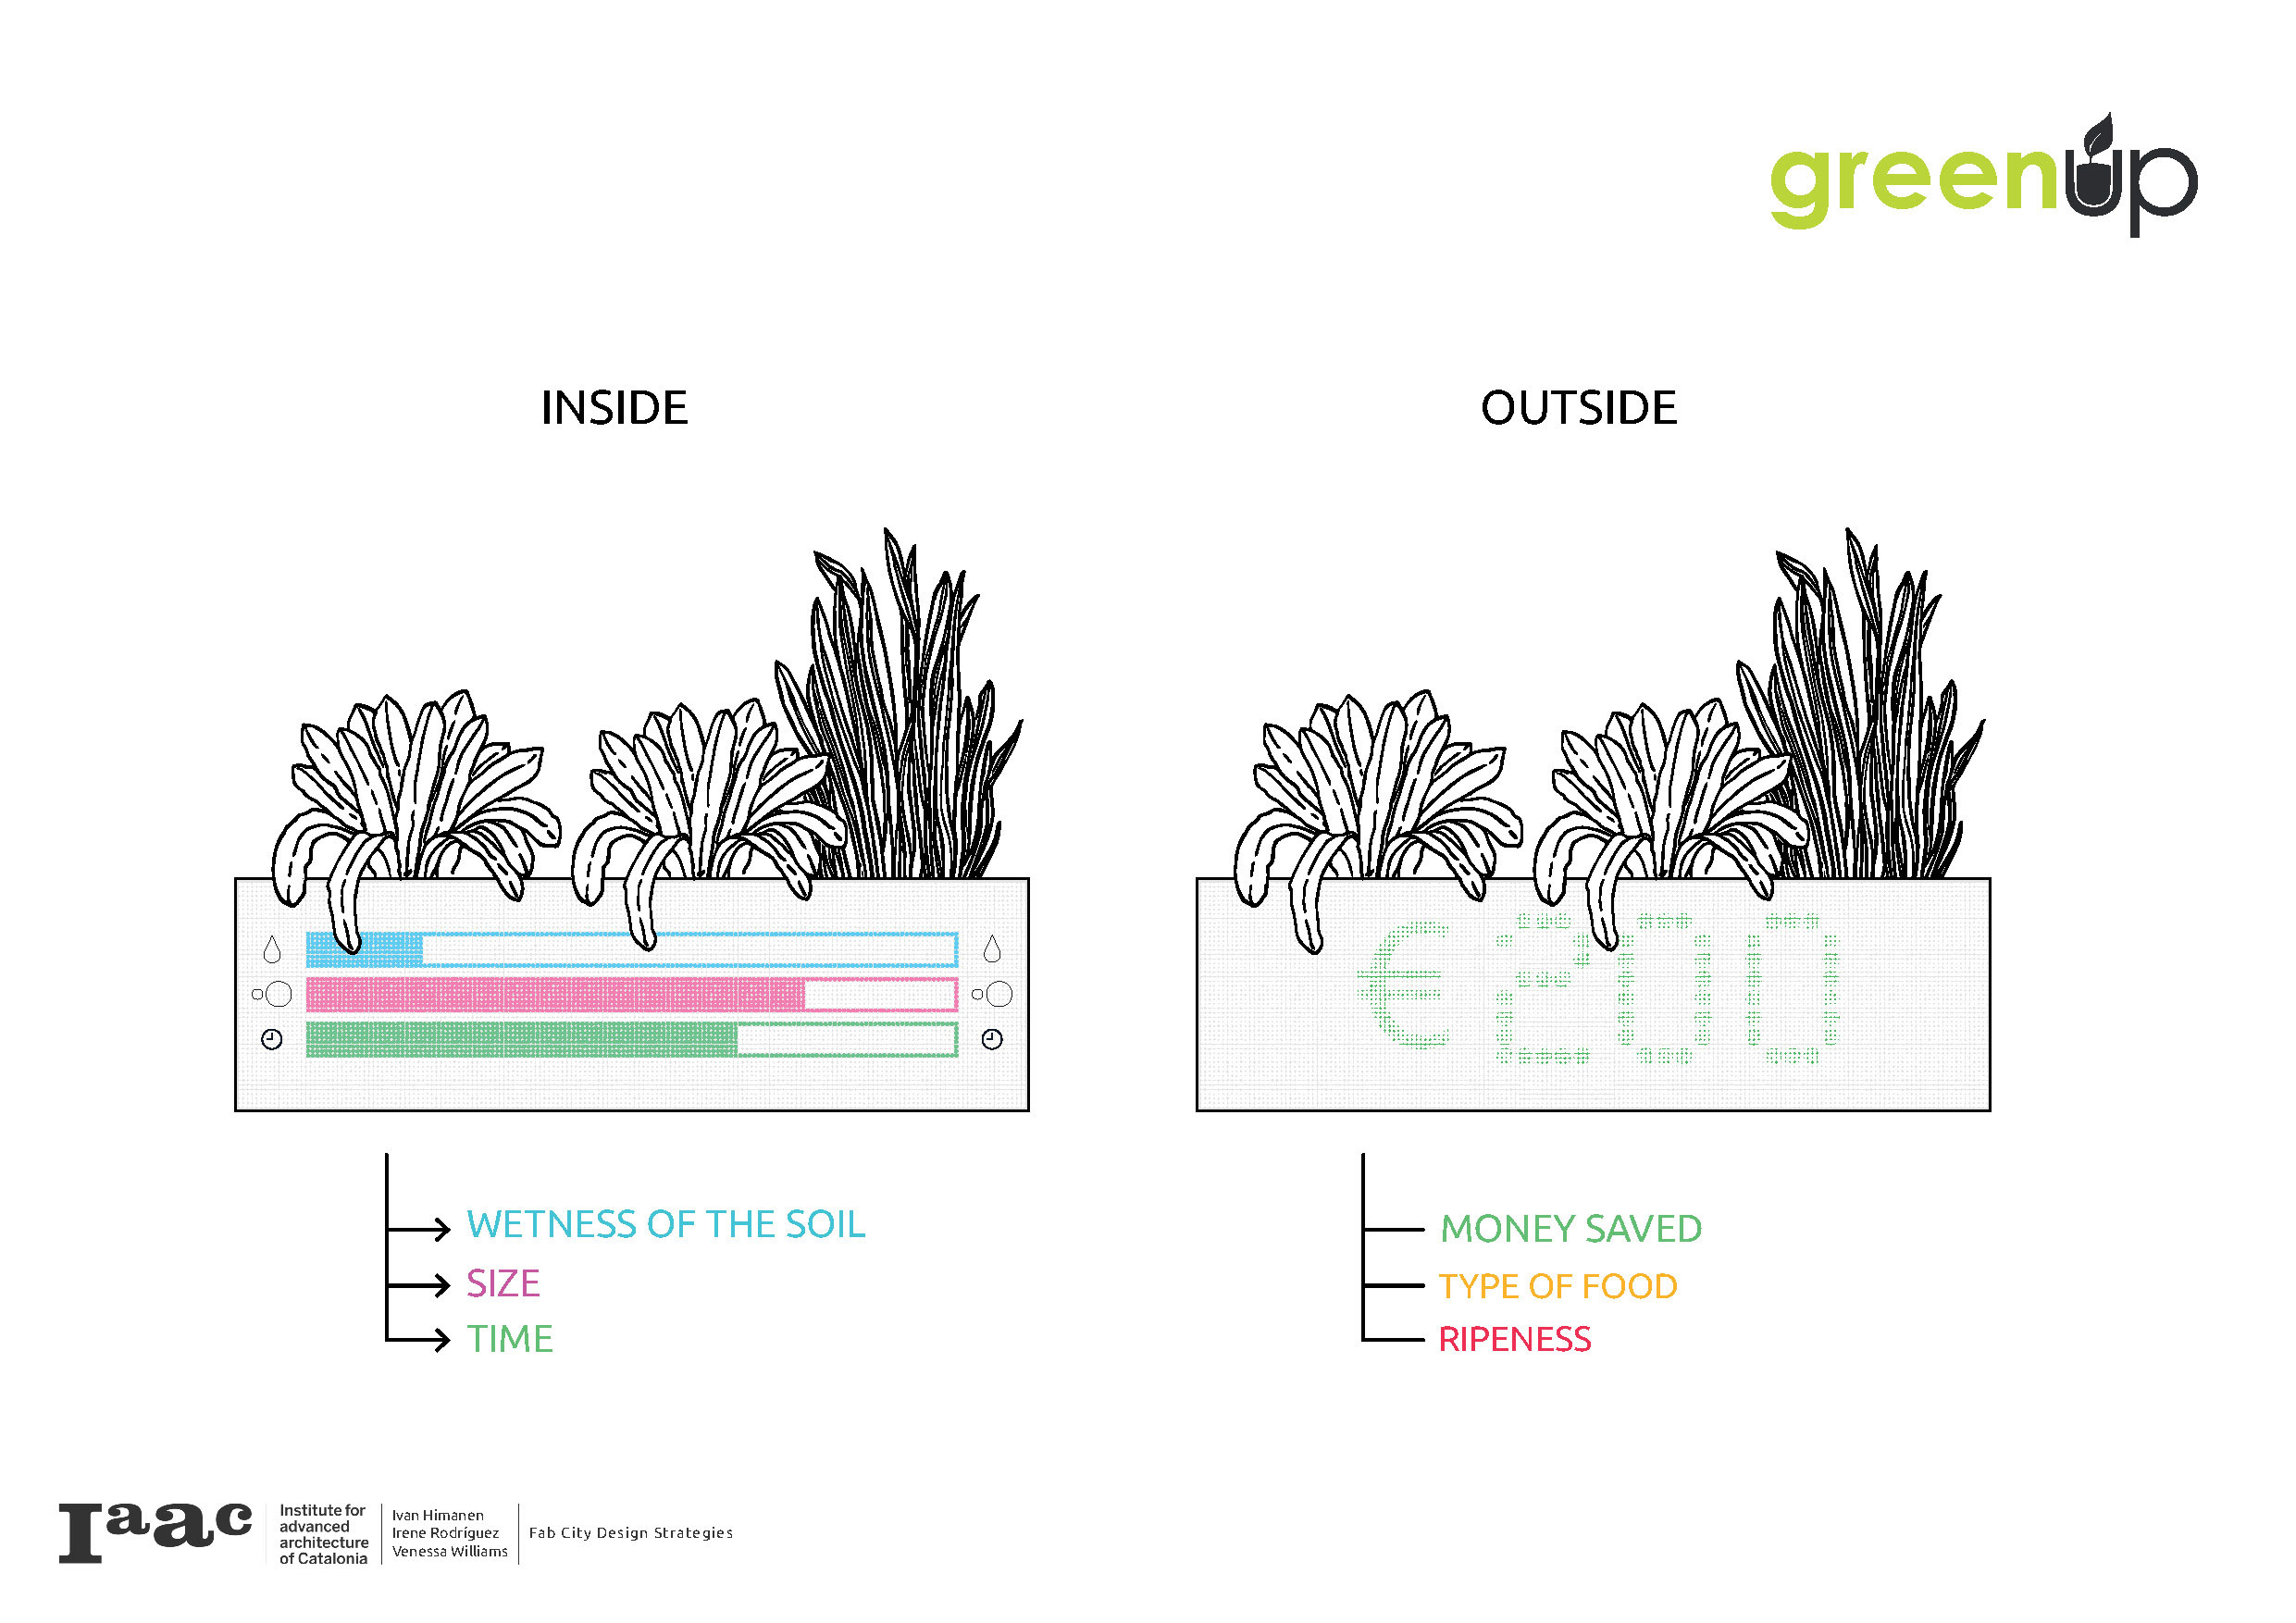 greenup
INSIDE
OUTSIDE
€200
WETNESS OF THE SOIL
SIZE
TIME
MONEY SAVED
TYPE OF FOOD
RIPENESS
Iaac
Institute for
advanced
architecture
of Catalonia
Ivan Himanen
Irene Rodríguez
Venessa Williams
Fab City Design Strategies